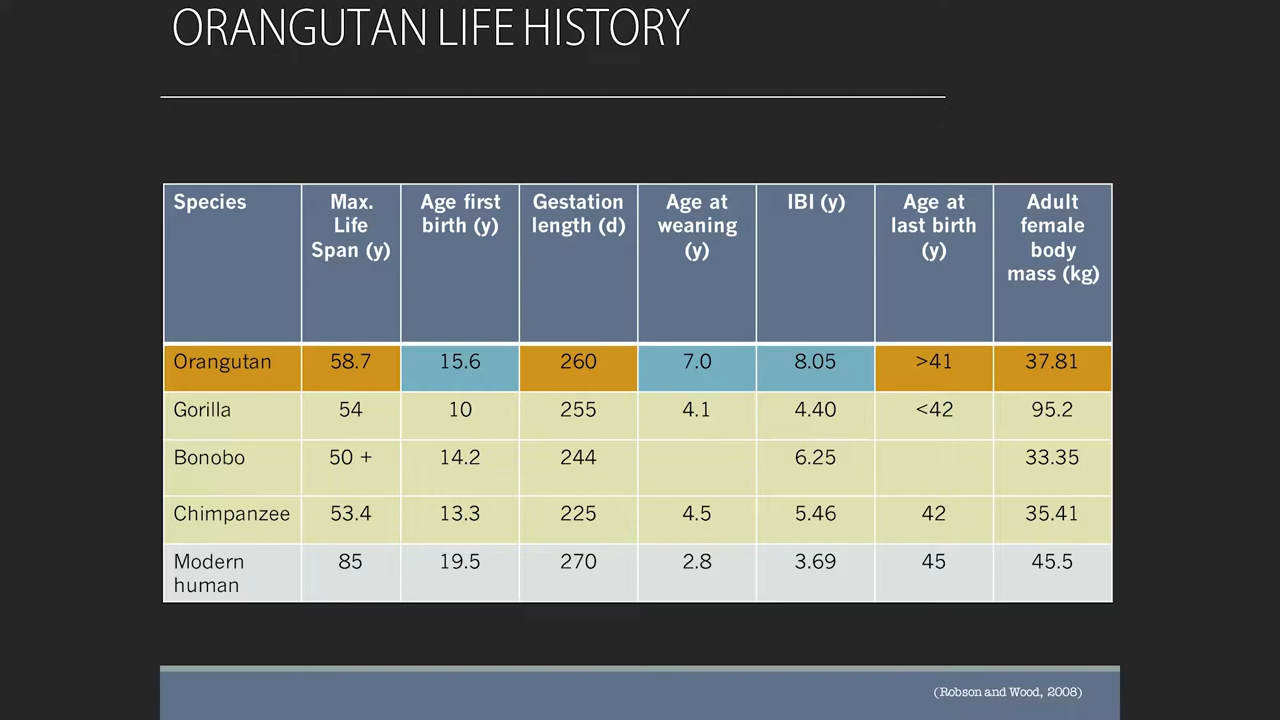 ORANGUTAN LIFE HISTORY
Species Max. Life Span (y) Age first birth (y) Gestation length (d) Age at weaning (y) IBI (y) Age at last birth (y) Adult female body mass (kg)
Orangutan 58.7 15.6 260 7.0 8.05 >41 37.81
Gorilla 54 10 255 4.1 4.40 <42 95.2
Bonobo 50 + 14.2 244 6.25 33.35
Chimpanzee 53.4 13.3 225 4.5 5.46 42 35.41
Modern human 85 19.5 270 2.8 3.69 45 45.5
(Robson and Wood, 2008)